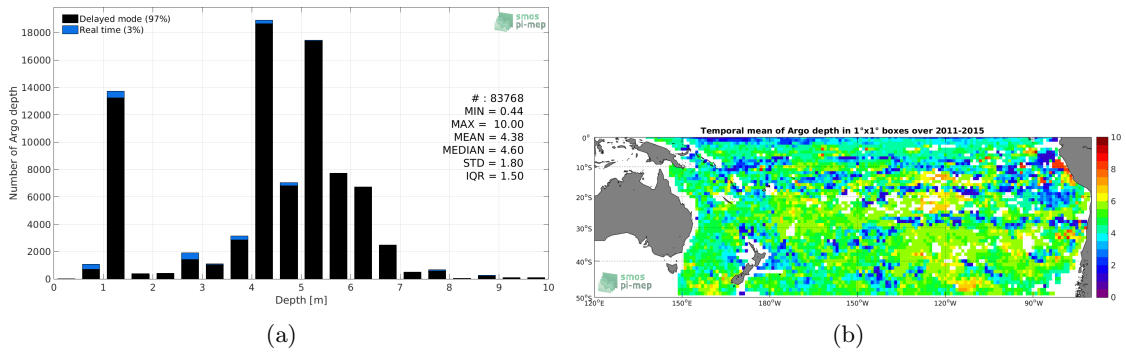 Delayed mode (97%)
Real time (3%)
smos
pi-mep
Number of Argo depth
18000
16000
14000
12000
10000
8000
6000
4000
2000
0
# : 83768
MIN = 0.44
MAX = 10.00
MEAN = 4.38
MEDIAN = 4.60
STD = 1.80
IQR = 1.50
1 2 3 4 5 6 7 8 9 10
Depth [m]
(a)
Temporal mean of Argo depth in 1°x1° boxes over 2011-2015
0°
10°S
20°S
30°S
40°S
50°S
120°E 150°E 180°W 150°W 120°W 90°W
smos
pi-mep
10
8
6
4
2
0
(b)